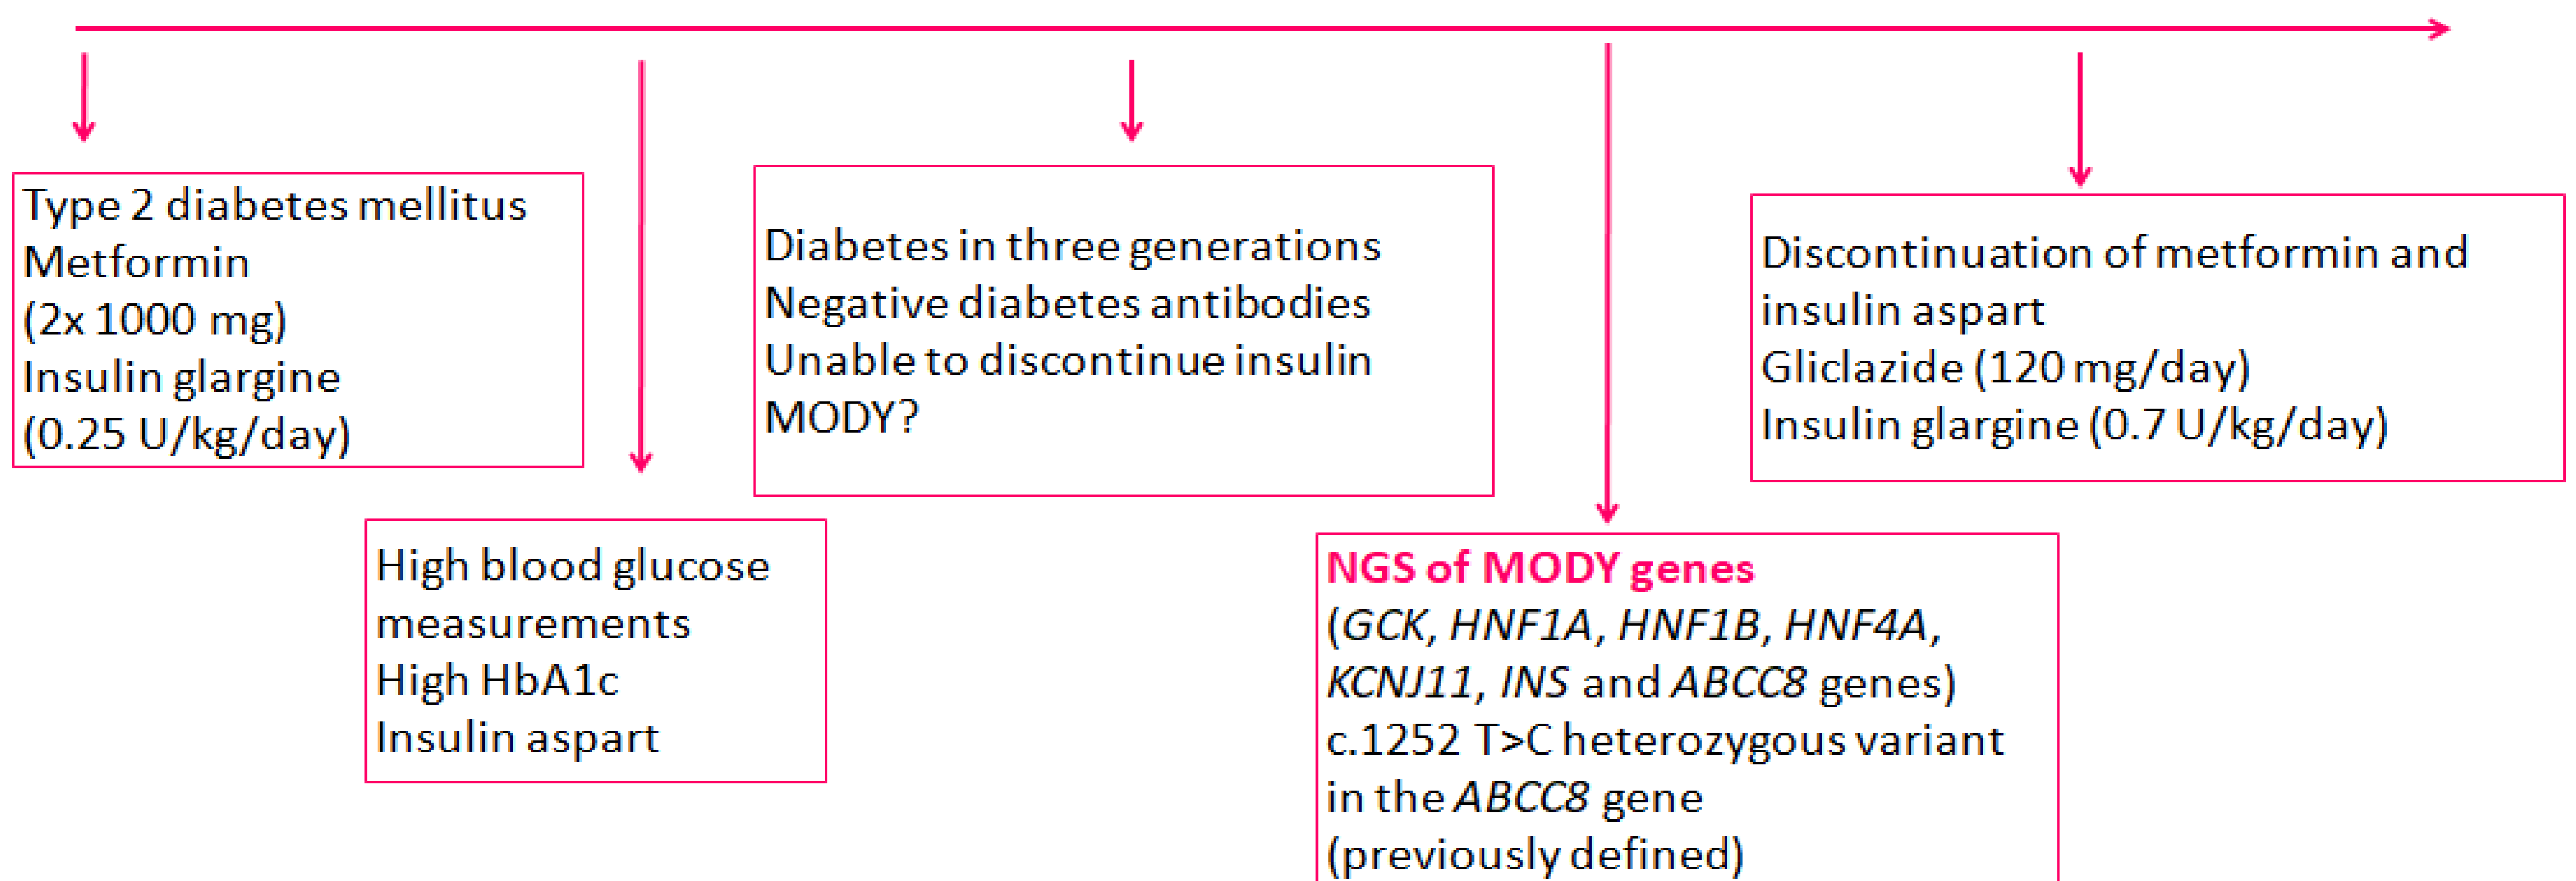 Type 2 diabetes mellitus
Metformin
(2x 1000 mg)
Insulin glargine
(0.25 U/kg/day)
High blood glucose
measurements
High HbA1c
Insulin aspart
Diabetes in three generations
Negative diabetes antibodies
Unable to discontinue insulin
MODY?
NGS of MODY genes
(GCK, HNF1A, HNF1B, HNF4A,
KCNJ11, INS and ABCC8 genes)
c.1252 T>C heterozygous variant
in the ABCC8 gene
(previously defined)
Discontinuation of metformin and
insulin aspart
Gliclazide (120 mg/day)
Insulin glargine (0.7 U/kg/day)